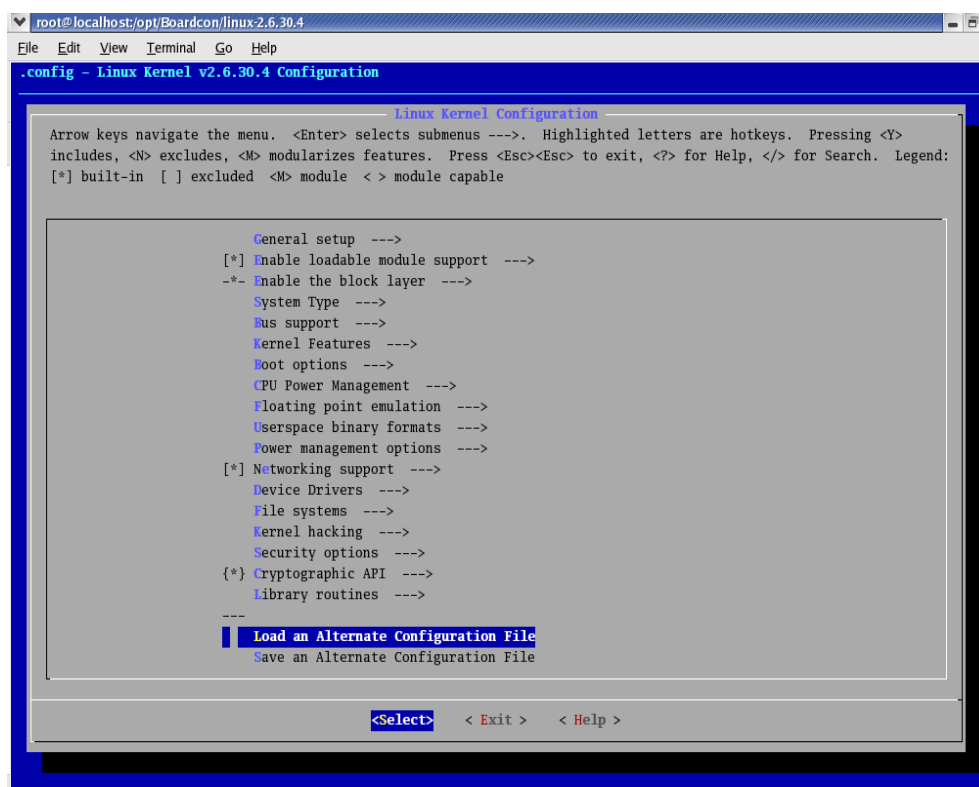 root@localhost:/opt/Boardcon/linux-2.6.30.4
File Edit View Terminal Go Help
.config - Linux Kernel v2.6.30.4 Configuration
Linux Kernel Configuration
Arrow keys navigate the menu. <Enter> selects submenus --->. Highlighted letters are hotkeys. Pressing <Y>
includes, <N> excludes, <M> modularizes features. Press <Esc><Esc> to exit, <?> for Help, </> for Search. Legend:
[*] built-in [ ] excluded <M> module < > module capable
General setup --->
[*] Enable loadable module support --->
-*- Enable the block layer --->
System Type --->
Bus support --->
Kernel Features --->
Boot options --->
CPU Power Management --->
Floating point emulation --->
Userspace binary formats --->
Power management options --->
[*] Networking support --->
Device Drivers --->
File systems --->
Kernel hacking --->
Security options --->
{*} Cryptographic API --->
Library routines --->
---
Load an Alternate Configuration File
Save an Alternate Configuration File
<Select> < Exit > < Help >